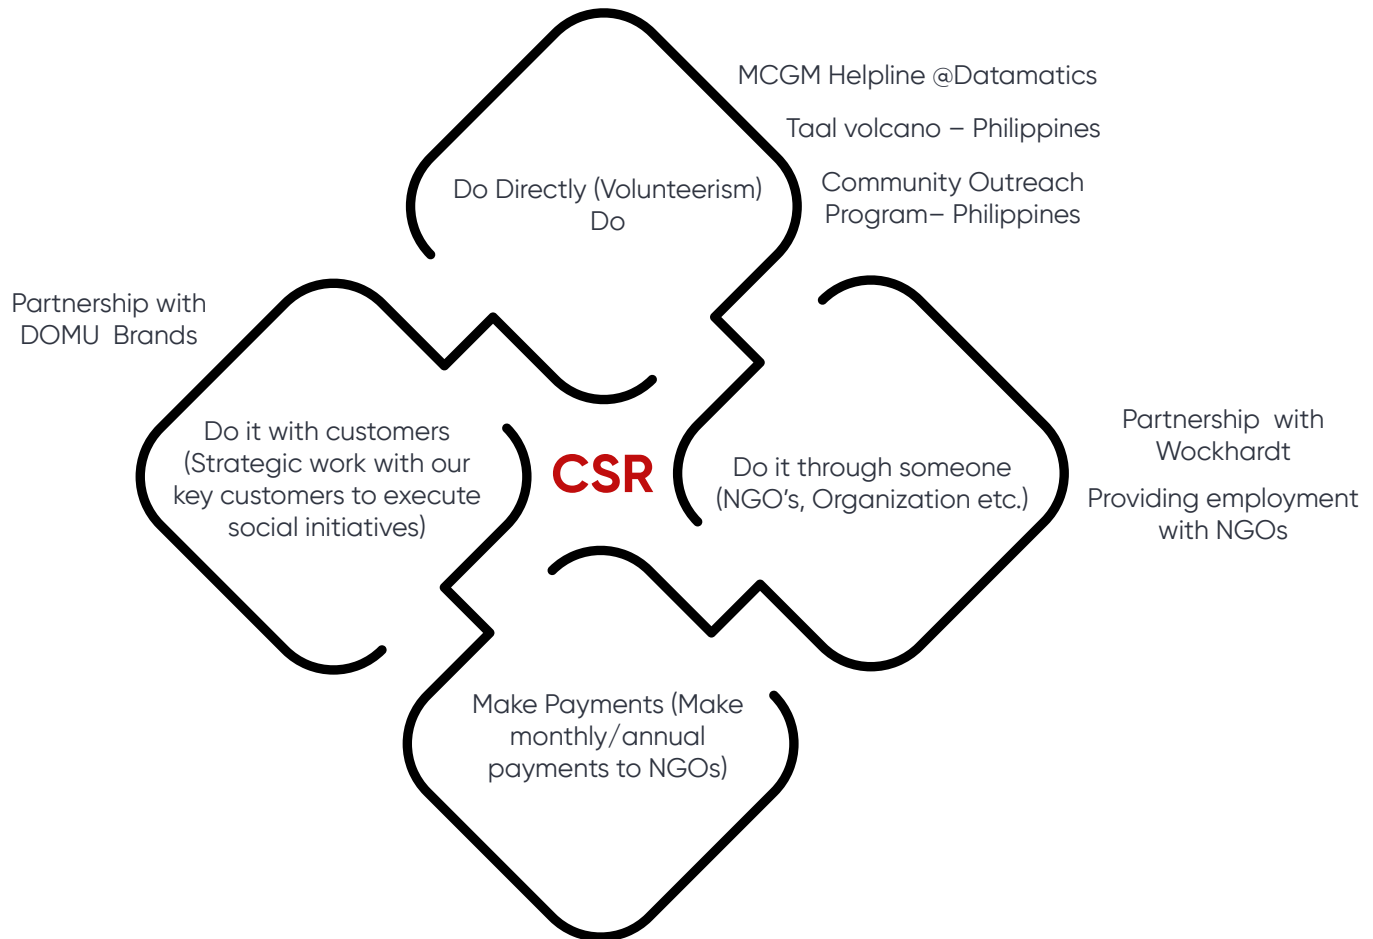 MCGM Helpline @Datamatics
Taal volcano – Philippines
Community Outreach
Program– Philippines
Do Directly (Volunteerism)
Do
Partnership with
DOMU Brands
Do it with customers
(Strategic work with our
key customers to execute
social initiatives)
CSR
Do it through someone
(NGO’s, Organization etc.)
Partnership with
Wockhardt
Providing employment
with NGOs
Make Payments (Make
monthly/annual
payments to NGOs)